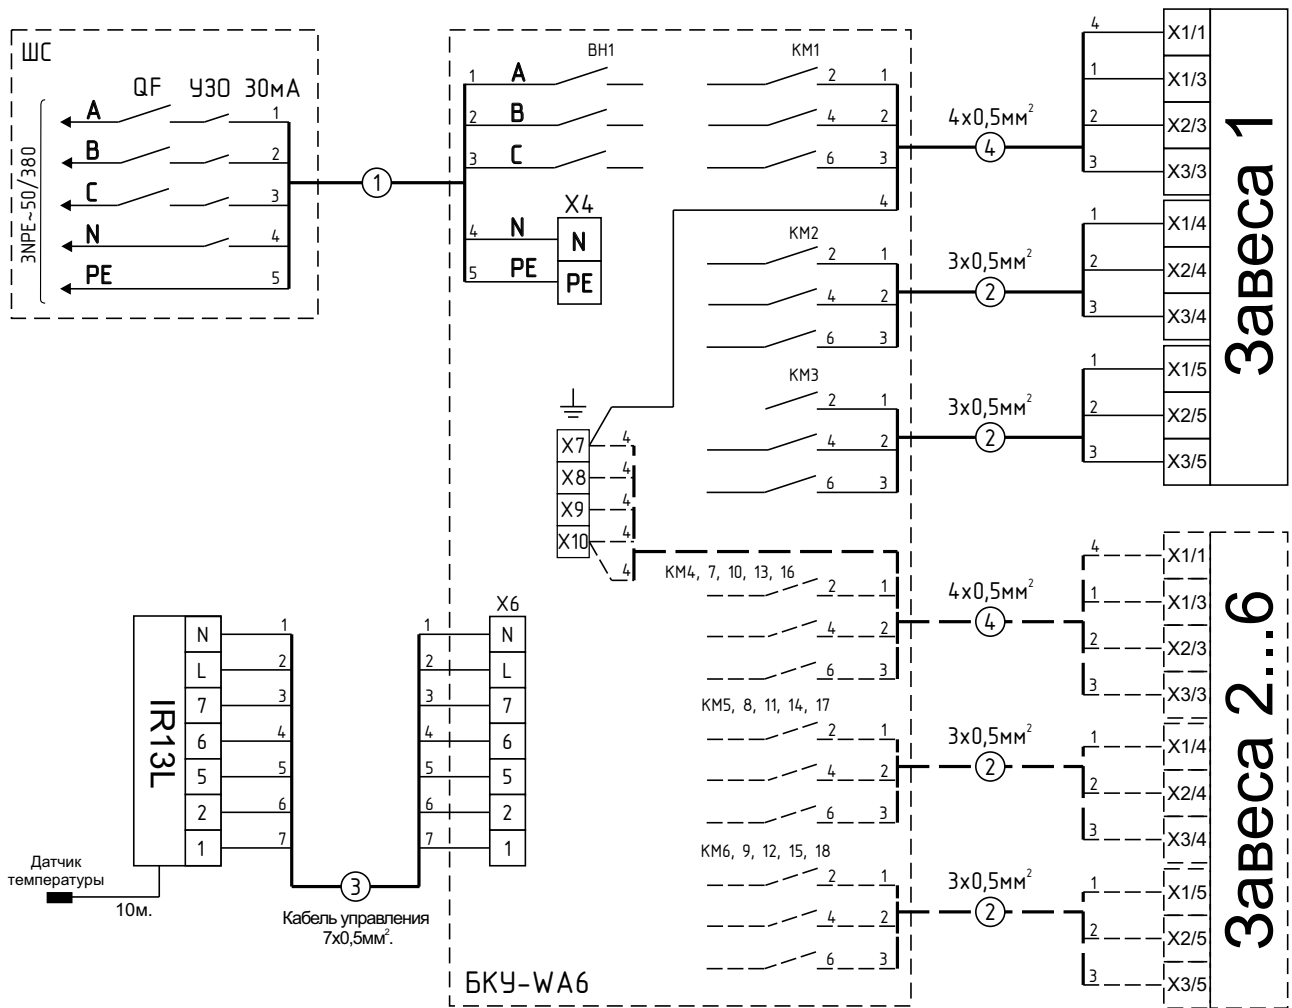 ШС
QF УЗО 30мА
3NPE~50/380
A 1
B 2
C 3
N 4
PE 5
1
ВН1
КМ1
1 A 2 1
2 B 4 2
3 C 6 3
4
X4
4 N N
5 PE PE
4х0,5мм²
4
4 X1/1
1 X1/3
2 X2/3
3 X3/3
КМ2
2 1
4 2
6 3
3х0,5мм²
2
1 X1/4
2 X2/4
3 X3/4
КМ3
2 1
4 2
6 3
3х0,5мм²
2
1 X1/5
2 X2/5
3 X3/5
Завеса 1
X7 4
X8 4
X9 4
X10 4
4
КМ4, 7, 10, 13, 16
2 1
4 2
6 3
4х0,5мм²
4
4 X1/1
1 X1/3
2 X2/3
3 X3/3
КМ5, 8, 11, 14, 17
2 1
4 2
6 3
3х0,5мм²
2
1 X1/4
2 X2/4
3 X3/4
КМ6, 9, 12, 15, 18
2 1
4 2
6 3
3х0,5мм²
2
1 X1/5
2 X2/5
3 X3/5
Завеса 2...6
IR13L
X6
N 1 1 N
L 2 2 L
7 3 3 7
6 4 4 6
5 5 5 5
2 6 6 2
1 7 7 1
Датчик
температуры
10м.
3
Кабель управления
7х0,5мм².
БКУ-WA6